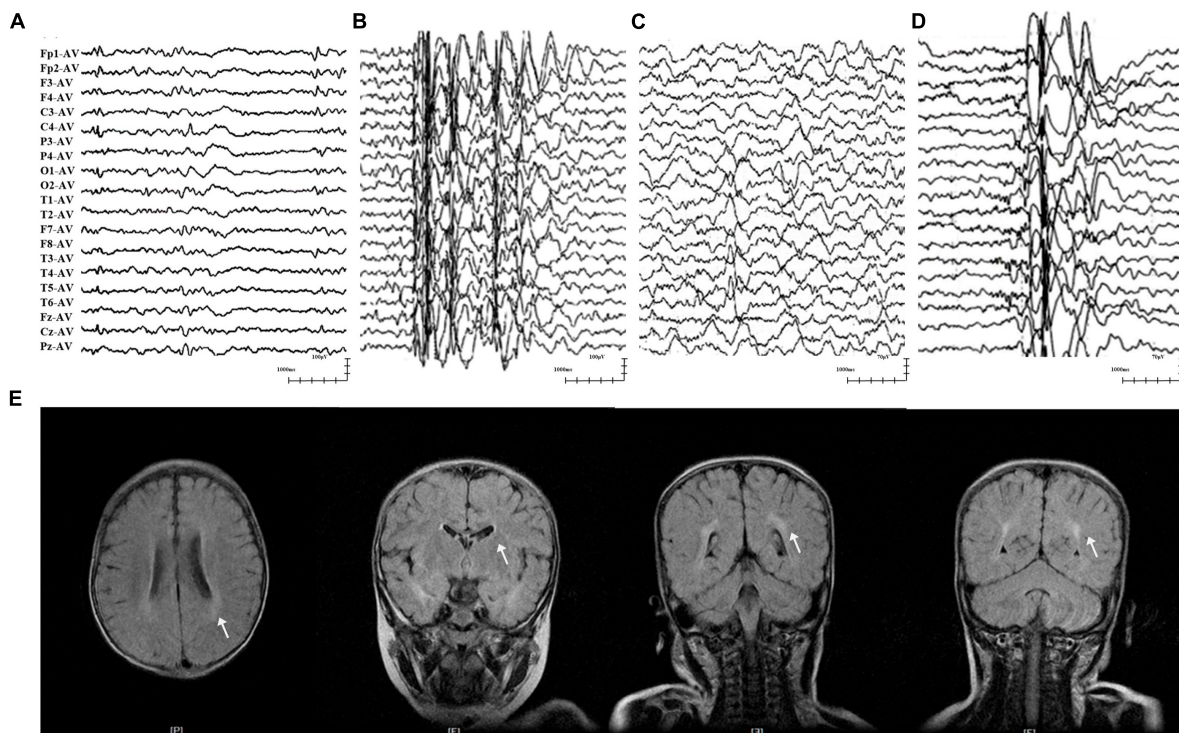 A
B
C
D
Fp1-AV
Fp2-AV
F3-AV
F4-AV
C3-AV
C4-AV
P3-AV
P4-AV
O1-AV
O2-AV
T1-AV
T2-AV
F7-AV
F8-AV
T3-AV
T4-AV
T5-AV
T6-AV
Fz-AV
Cz-AV
Pz-AV
100μV
1000ms
100μV
1000ms
70μV
1000ms
70μV
1000ms
E
[P]